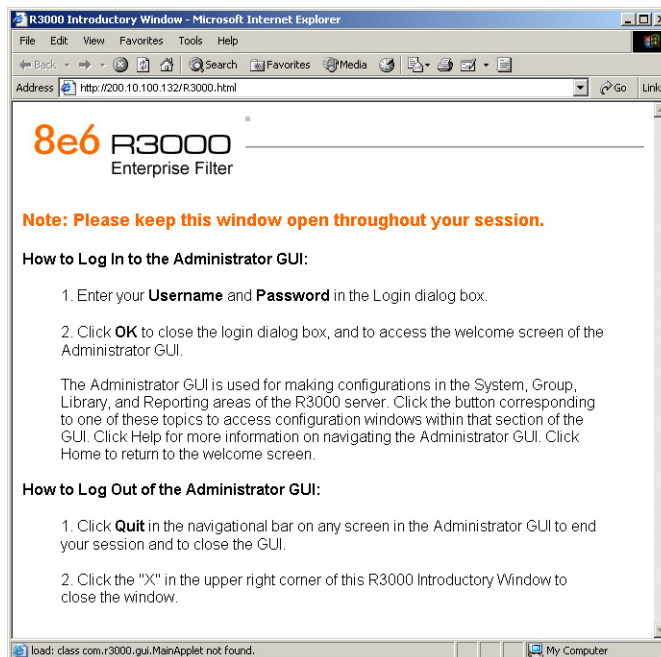 R3000 Introductory Window - Microsoft Internet Explorer
File Edit View Favorites Tools Help
Back Search Favorites Media
Address http://200.10.100.132/R3000.html Go Link
8e6 R3000
Enterprise Filter
Note: Please keep this window open throughout your session.
How to Log In to the Administrator GUI:
1. Enter your Username and Password in the Login dialog box.
2. Click OK to close the login dialog box, and to access the welcome screen of the
Administrator GUI.
The Administrator GUI is used for making configurations in the System, Group,
Library, and Reporting areas of the R3000 server. Click the button corresponding
to one of these topics to access configuration windows within that section of the
GUI. Click Help for more information on navigating the Administrator GUI. Click
Home to return to the welcome screen.
How to Log Out of the Administrator GUI:
1. Click Quit in the navigational bar on any screen in the Administrator GUI to end
your session and to close the GUI.
2. Click the "X" in the upper right corner of this R3000 Introductory Window to
close the window.
load: class com.r3000.gui.MainApplet not found. My Computer